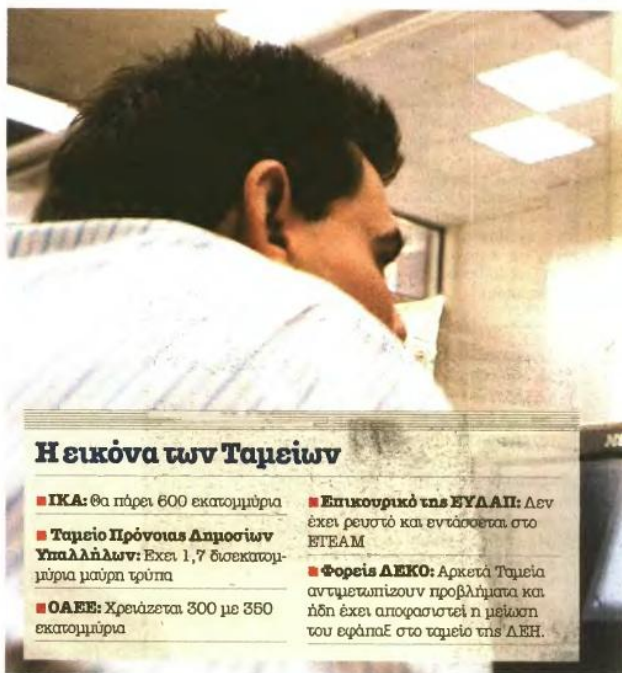 Η εικόνα των Ταμείων
■ ΙΚΑ: Θα πάρει 600 εκατομμύρια
■ Ταμείο Πρόνοιας Δημοσίων
Υπαλλήλων: Εχει 1,7 δισεκατομ-
μύρια μαύρη τρύπα
■ ΟΑΕΕ: Χρειάζεται 300 με 350
εκατομμύρια
■ Επικουρικό της ΕΥΔΑΠ: Δεν
έχει ρευστό και εντάσσεται στο
ΕΤΕΑΜ
■ Φορείς ΔΕΚΟ: Αρκετά Ταμεία
αντιμετωπίζουν προβλήματα και
ήδη έχει αποφασιστεί η μείωση
του εφάπαξ στο ταμείο της ΔΕΗ.